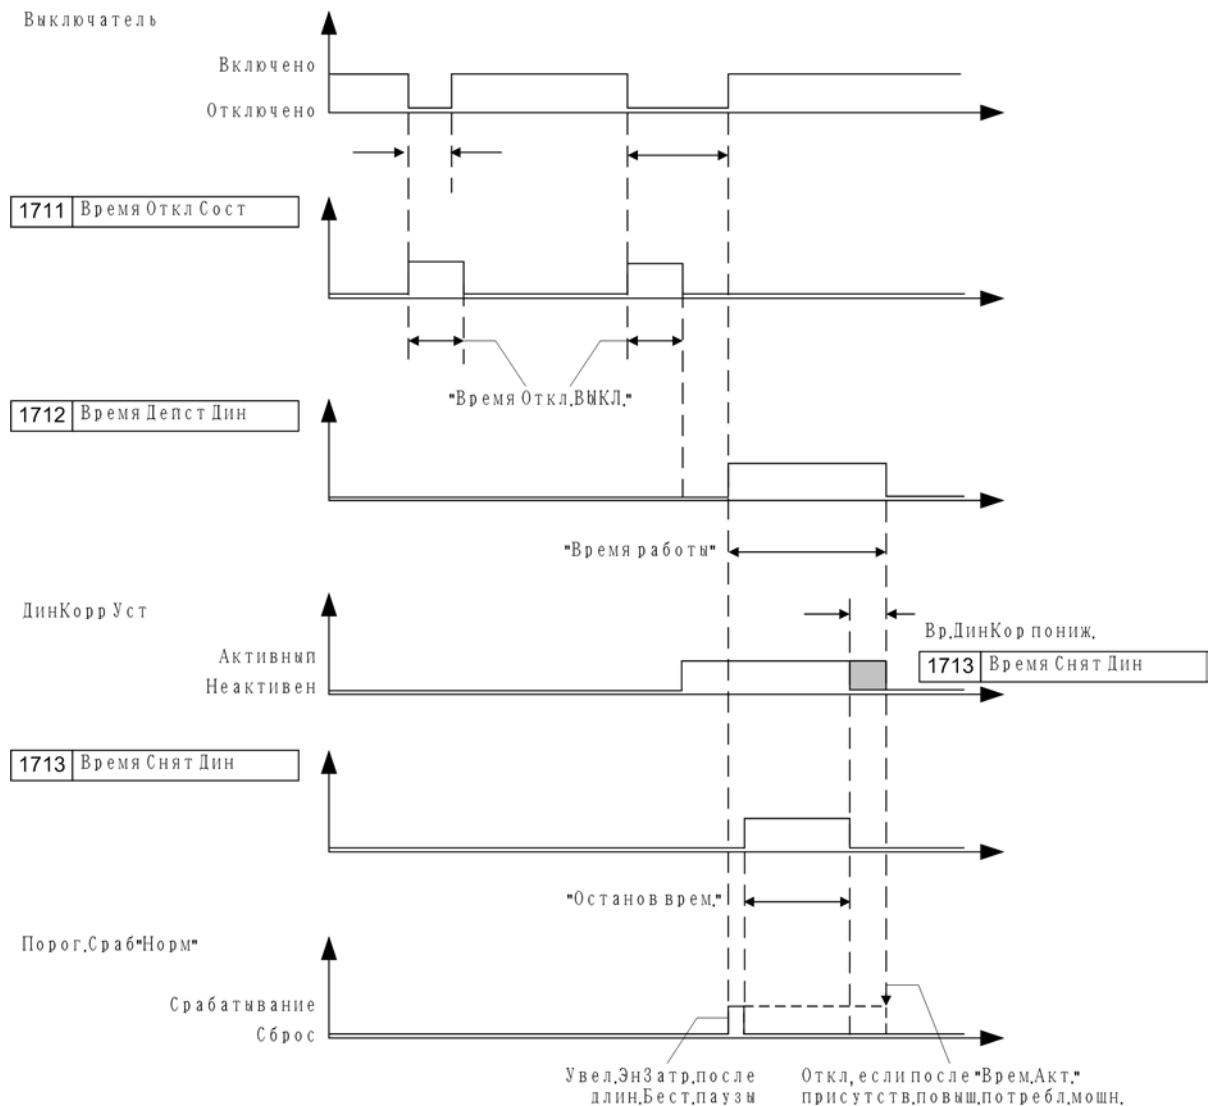 Выключатель
Включено
Отключено
1711 Время Откл Сост
"Время Откл.ВЫКЛ."
1712 Время Дейст Дин
"Время работы"
ДинКорр Уст
Вр.ДинКор пониж.
Активный
1713 Время Снят Дин
Неактивен
1713 Время Снят Дин
"Останов врем."
Порог.Сраб"Норм"
Срабатывание
Сброс
Увел.ЭнЗатр.после
длин.Бест.паузы
Откл, если после "Врем.Акт."
присутств.повыш.потребл.мощн.